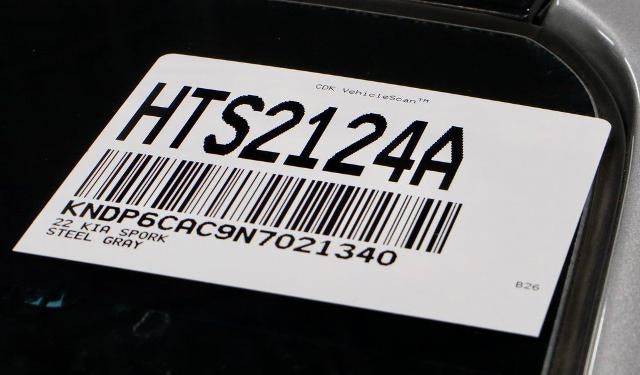 CDK VehicleScan™
HTS2124A
KNDP6CAC9N7021340
22 KIA SPORK
STEEL GRAY
B26